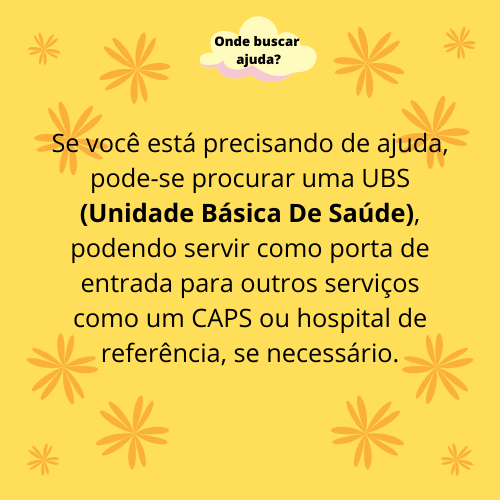 Onde buscar
ajuda?
Se você está precisando de ajuda,
pode-se procurar uma UBS
(Unidade Básica De Saúde),
podendo servir como porta de
entrada para outros serviços
como um CAPS ou hospital de
referência, se necessário.